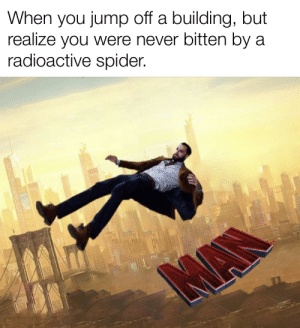 When you jump off a building, but
realize you were never bitten by a
radioactive spider.
MAN